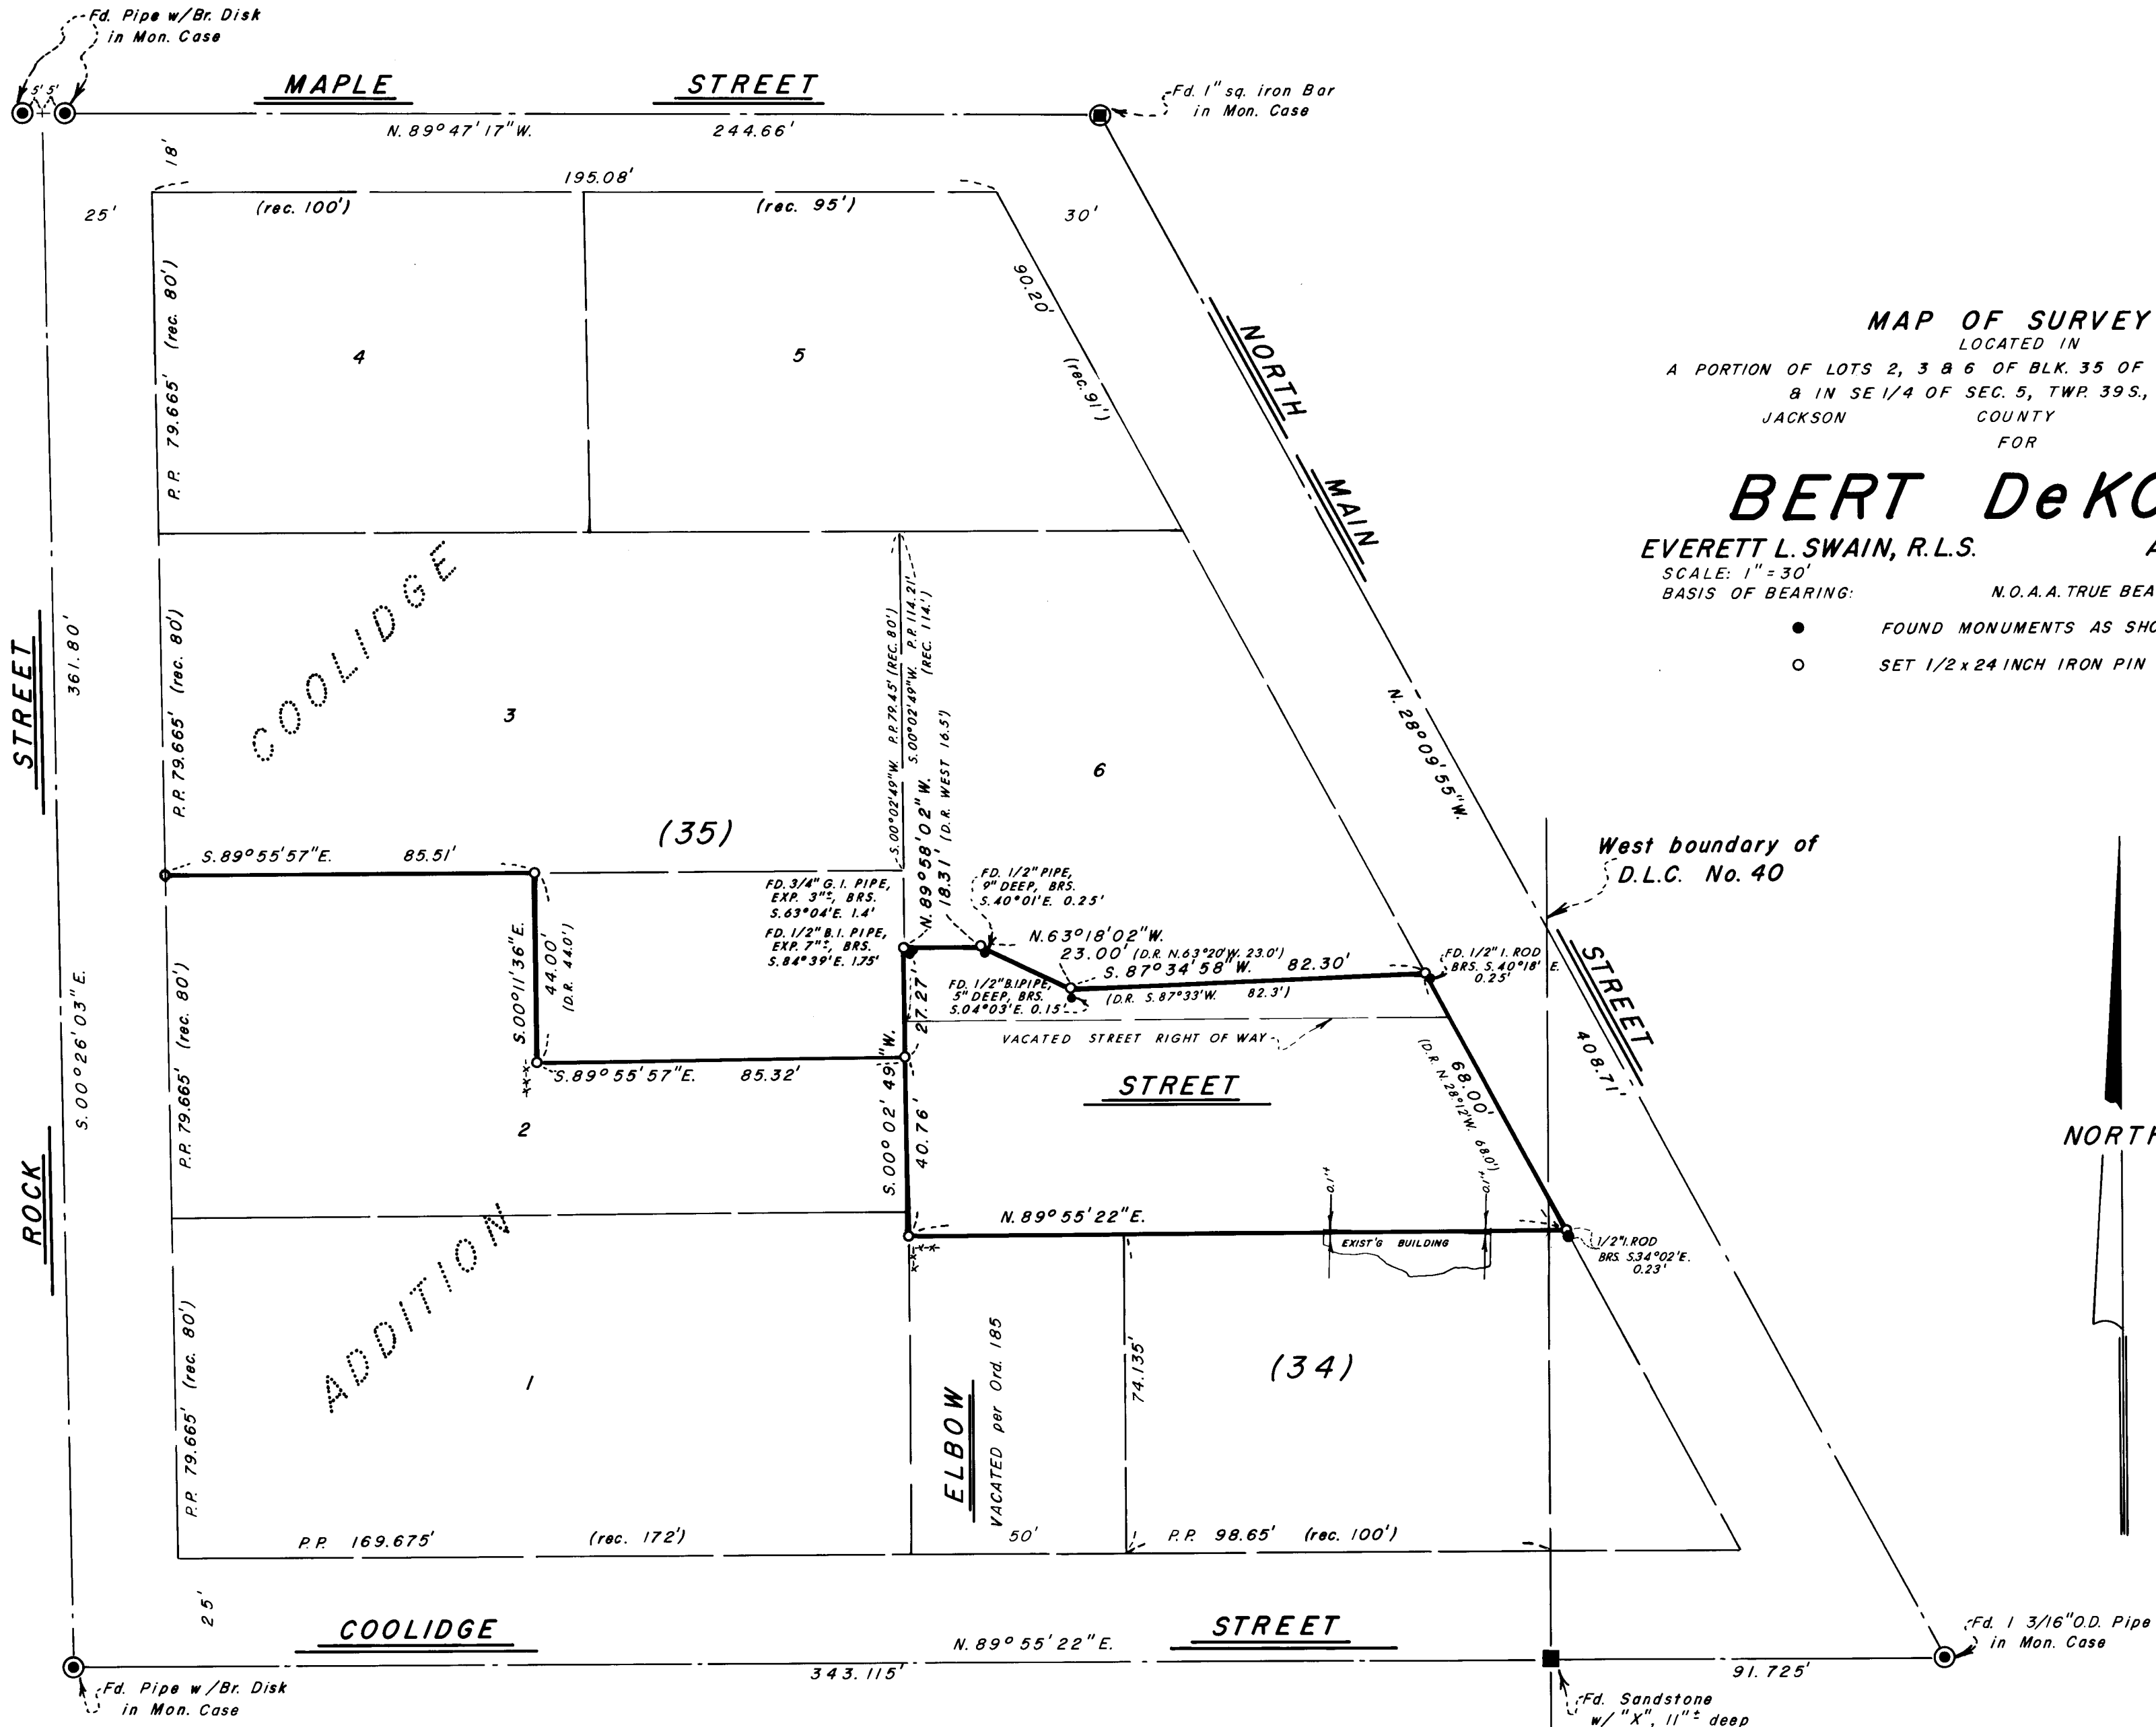 Fd. Pipe w/Br. Disk
in Mon. Case
5' 5'
MAPLE STREET
N. 89° 47' 17" W. 244.66'
Fd. 1" sq. iron Bar
in Mon. Case
18'
195.08'
25'
(rec. 100')
(rec. 95')
30'
P.P. 79.665' (rec. 80')
4
5
90.20'
(rec. 91')
NORTH MAIN
MAP OF SURVEY
LOCATED IN
A PORTION OF LOTS 2, 3 & 6 OF BLK. 35 OF
& IN SE 1/4 OF SEC. 5, TWP. 39 S.,
JACKSON COUNTY
FOR
BERT DeKO
EVERETT L. SWAIN, R.L.S.
SCALE: 1" = 30'
BASIS OF BEARING: N.O.A.A. TRUE BEA
FOUND MONUMENTS AS SHO
SET 1/2 x 24 INCH IRON PIN
STREET
361.80'
P.P. 79.665' (rec. 80')
COOLIDGE
3
S.00°02'49"W. P.P. 79.45' (REC. 80')
S.00°02'49"W. P.P. 114.21'
(REC. 114.')
6
N. 28° 09' 55" W.
(35)
S. 89° 55' 57" E. 85.51'
N. 89° 58' 02" W.
18.31' (D.R. WEST 16.5')
FD. 3/4" G.I. PIPE,
EXP. 3"±, BRS.
S. 63°04'E. 1.4'
FD. 1/2" B.I. PIPE,
EXP. 7"±, BRS.
S. 84°39'E. 1.75'
FD. 1/2" PIPE,
9" DEEP, BRS.
S. 40°01'E. 0.25'
West boundary of
D.L.C. No. 40
N. 63° 18' 02" W.
23.00' (D.R. N. 63°20'W. 23.0')
S. 87° 34' 58" W. 82.30'
(D.R. S. 87°33'W. 82.3')
FD. 1/2" I. ROD
BRS. S. 40°18' E.
0.25'
FD. 1/2" B.I.PIPE,
5" DEEP, BRS.
S.04°03'E. 0.15'
S.00°11'36"E.
44.00'
(D.R. 44.0')
27.27'
VACATED STREET RIGHT OF WAY
STREET
408.71'
S.00° 26' 03" E.
P.P. 79.665' (rec. 80')
S. 89° 55' 57" E. 85.32'
STREET
2
S. 00° 02' 49" W.
40.76'
68.00'
(D.R. N. 28°12'W. 68.0')
NORTH
ROCK
N. 89° 55' 22" E.
0.1'±
0.1'±
EXIST'G BUILDING
1/2" I. ROD
BRS. S.34°02'E.
0.23'
ADDITION
P.P. 79.665' (rec. 80')
1
ELBOW
VACATED per Ord. 185
74.135'
(34)
P.P. 169.675' (rec. 172')
50'
P.P. 98.65' (rec. 100')
25'
COOLIDGE STREET
N. 89° 55' 22" E.
343.115'
91.725'
Fd. 1 3/16" O.D. Pipe
in Mon. Case
Fd. Pipe w/Br. Disk
in Mon. Case
Fd. Sandstone
w/ "X", 11"± deep